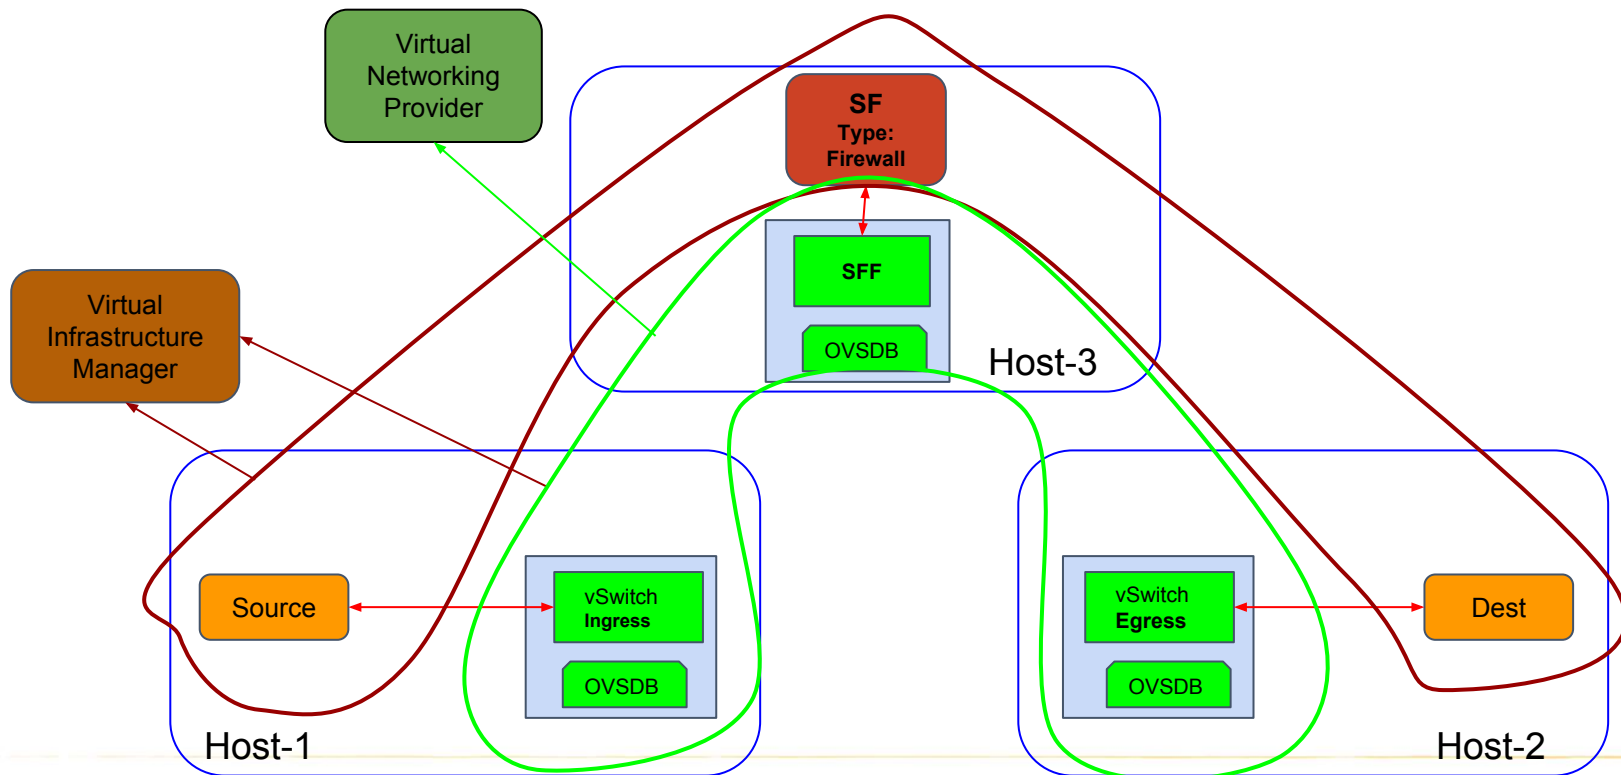 Virtual
Networking
Provider
SF
Type:
Firewall
SFF
OVSDB
Host-3
Virtual
Infrastructure
Manager
Source
vSwitch
Ingress
OVSDB
Host-1
vSwitch
Egress
OVSDB
Dest
Host-2